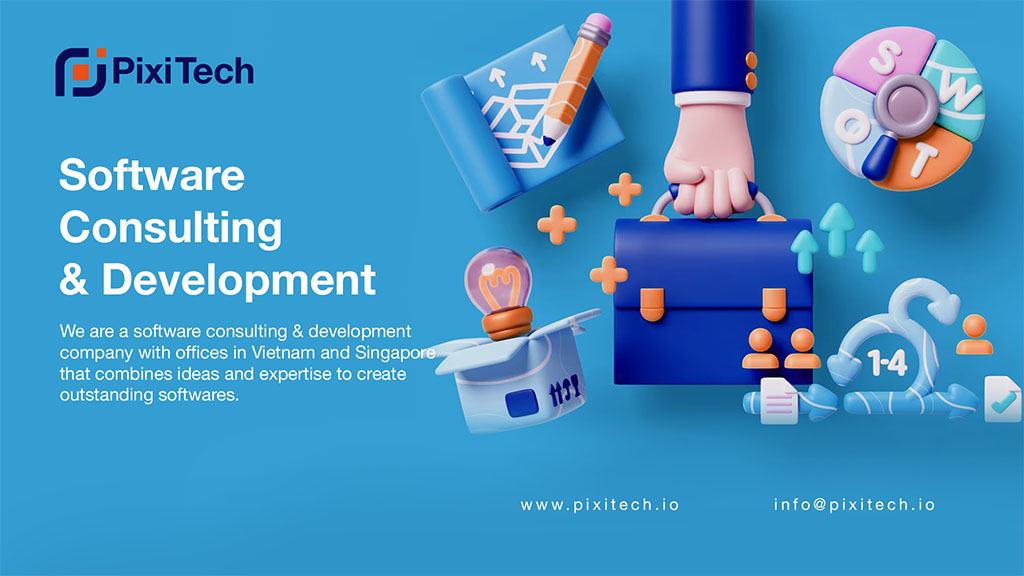 PixiTech
Software
Consulting
& Development
We are a software consulting & development
company with offices in Vietnam and Singapore
that combines ideas and expertise to create
outstanding softwares.
S
W
O
T
1-4
www.pixitech.io
info@pixitech.io